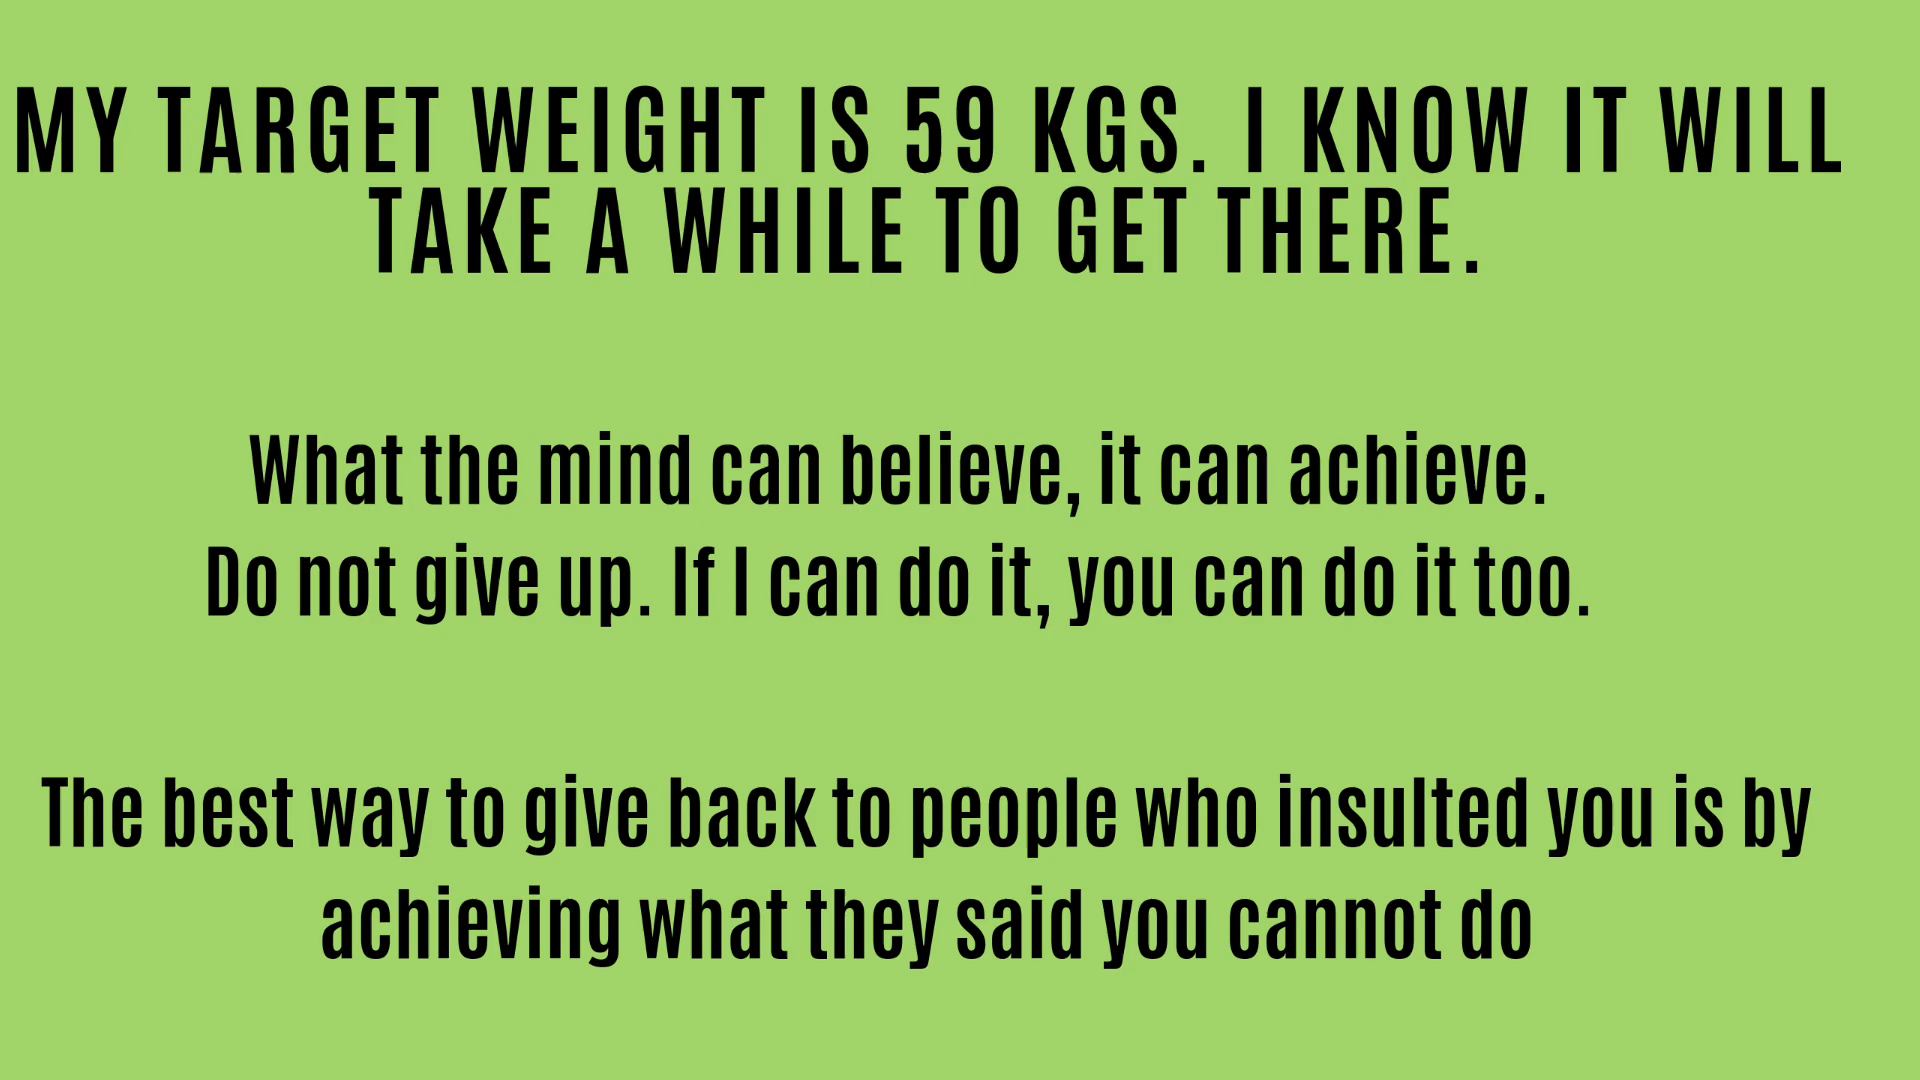 MY TARGET WEIGHT IS 59 KGS. I KNOW IT WILL
TAKE A WHILE TO GET THERE.
What the mind can believe, it can achieve.
Do not give up. If I can do it, you can do it too.
The best way to give back to people who insulted you is by
achieving what they said you cannot do